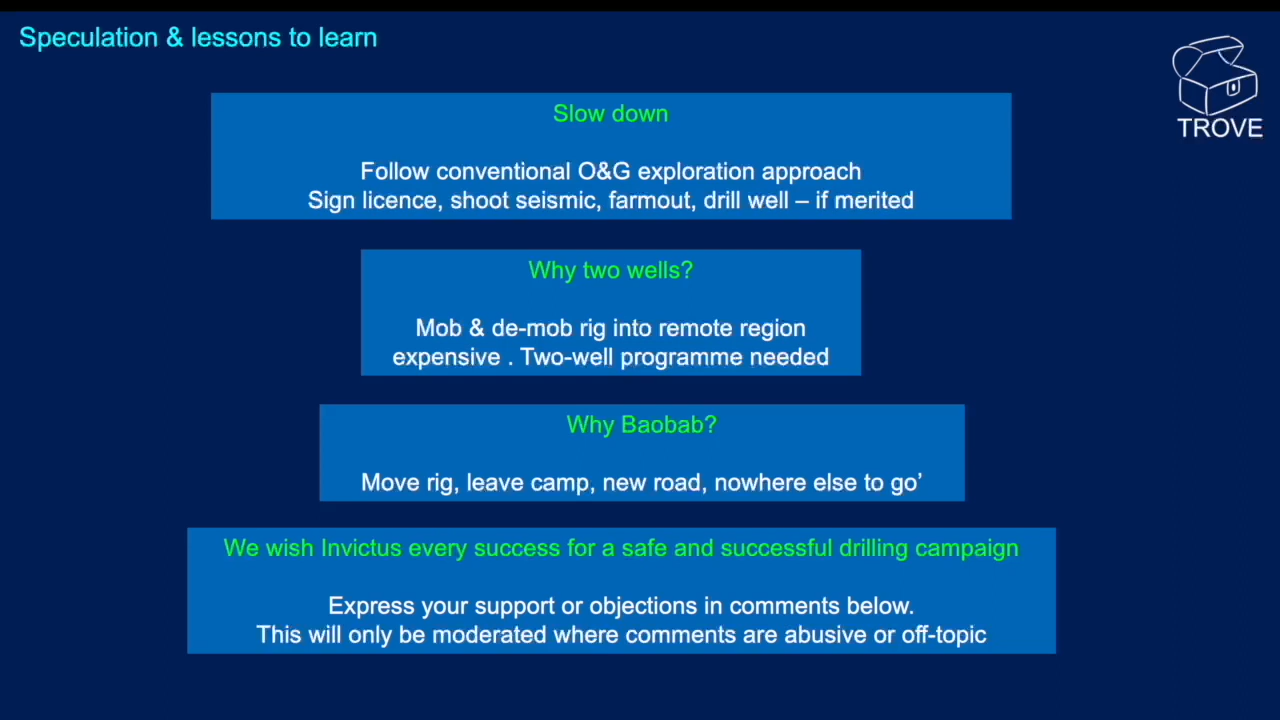 Speculation & lessons to learn
TROVE
Slow down
Follow conventional O&G exploration approach
Sign licence, shoot seismic, farmout, drill well – if merited
Why two wells?
Mob & de-mob rig into remote region
expensive . Two-well programme needed
Why Baobab?
Move rig, leave camp, new road, nowhere else to go’
We wish Invictus every success for a safe and successful drilling campaign
Express your support or objections in comments below.
This will only be moderated where comments are abusive or off-topic